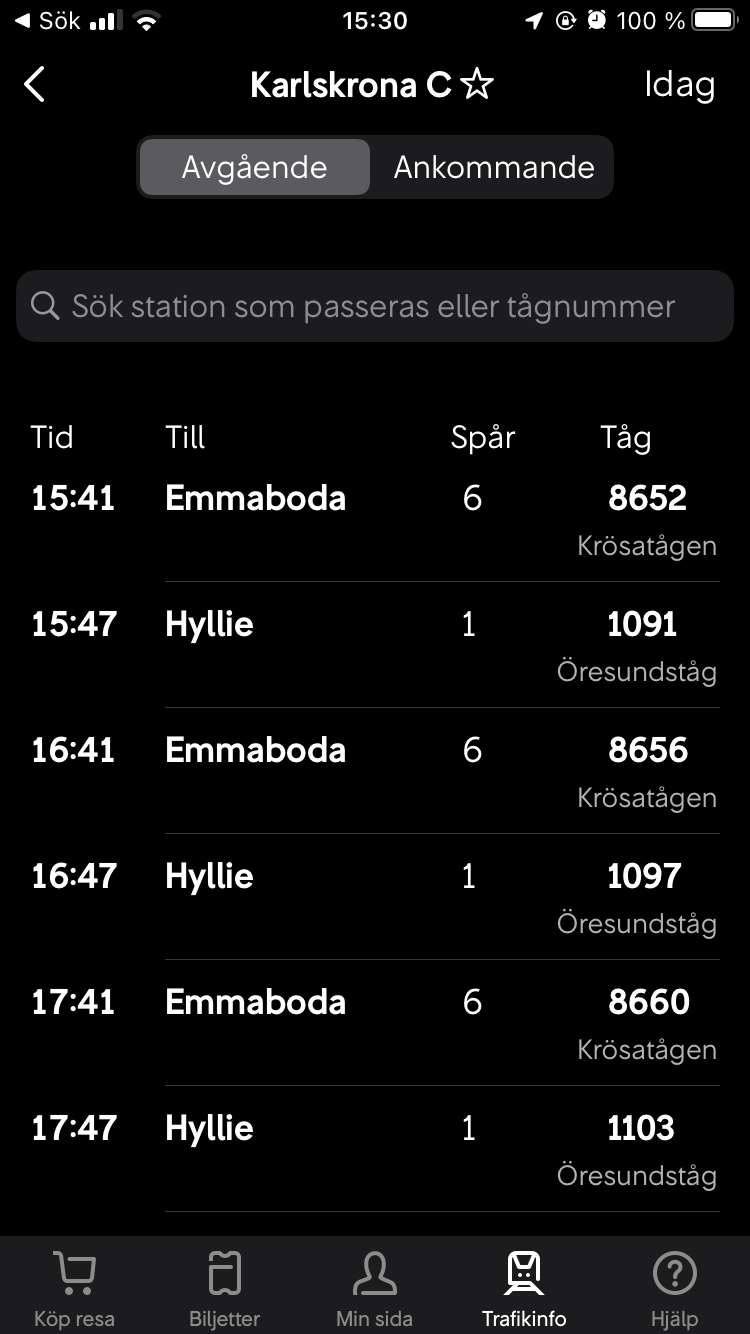 Sök 15:30 100 %
Karlskrona C Idag
Avgående Ankommande
Sök station som passeras eller tågnummer
Tid Till Spår Tåg
15:41 Emmaboda 6 8652
Krösatågen
15:47 Hyllie 1 1091
Öresundståg
16:41 Emmaboda 6 8656
Krösatågen
16:47 Hyllie 1 1097
Öresundståg
17:41 Emmaboda 6 8660
Krösatågen
17:47 Hyllie 1 1103
Öresundståg
Köp resa Biljetter Min sida Trafikinfo Hjälp